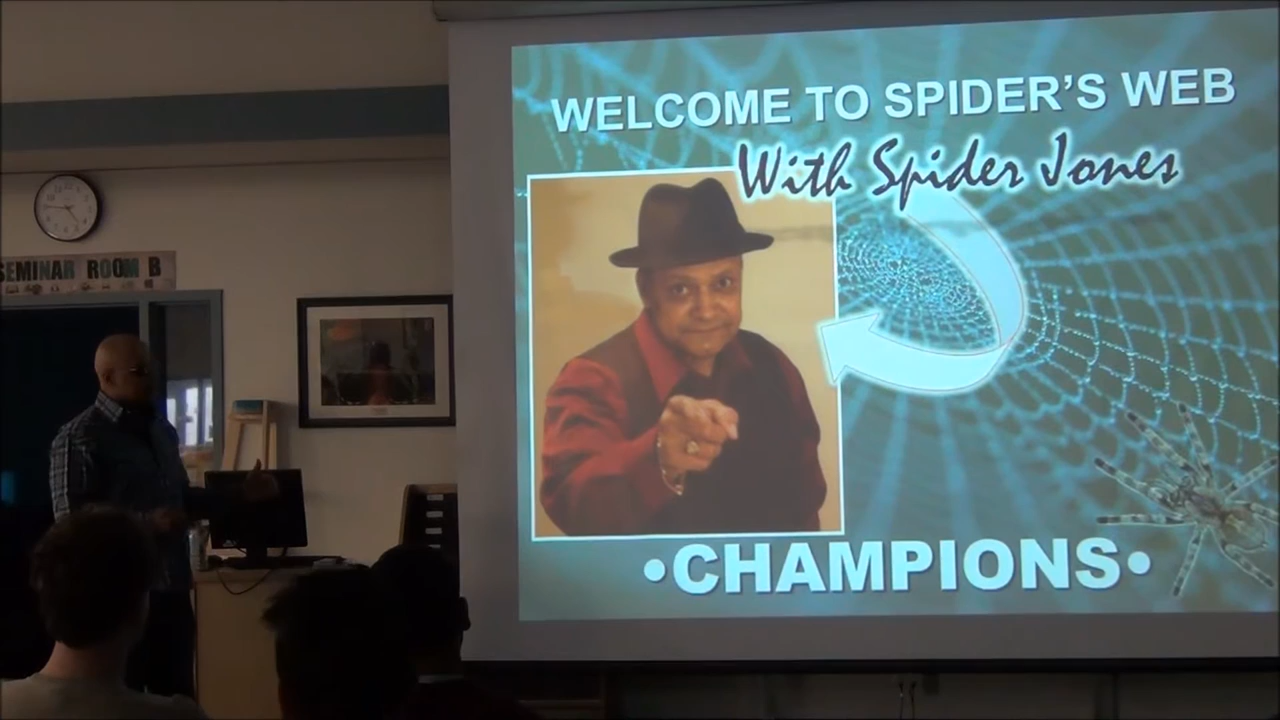 WELCOME TO SPIDER'S WEB
With Spider Jones
SEMINAR ROOM B
•CHAMPIONS•